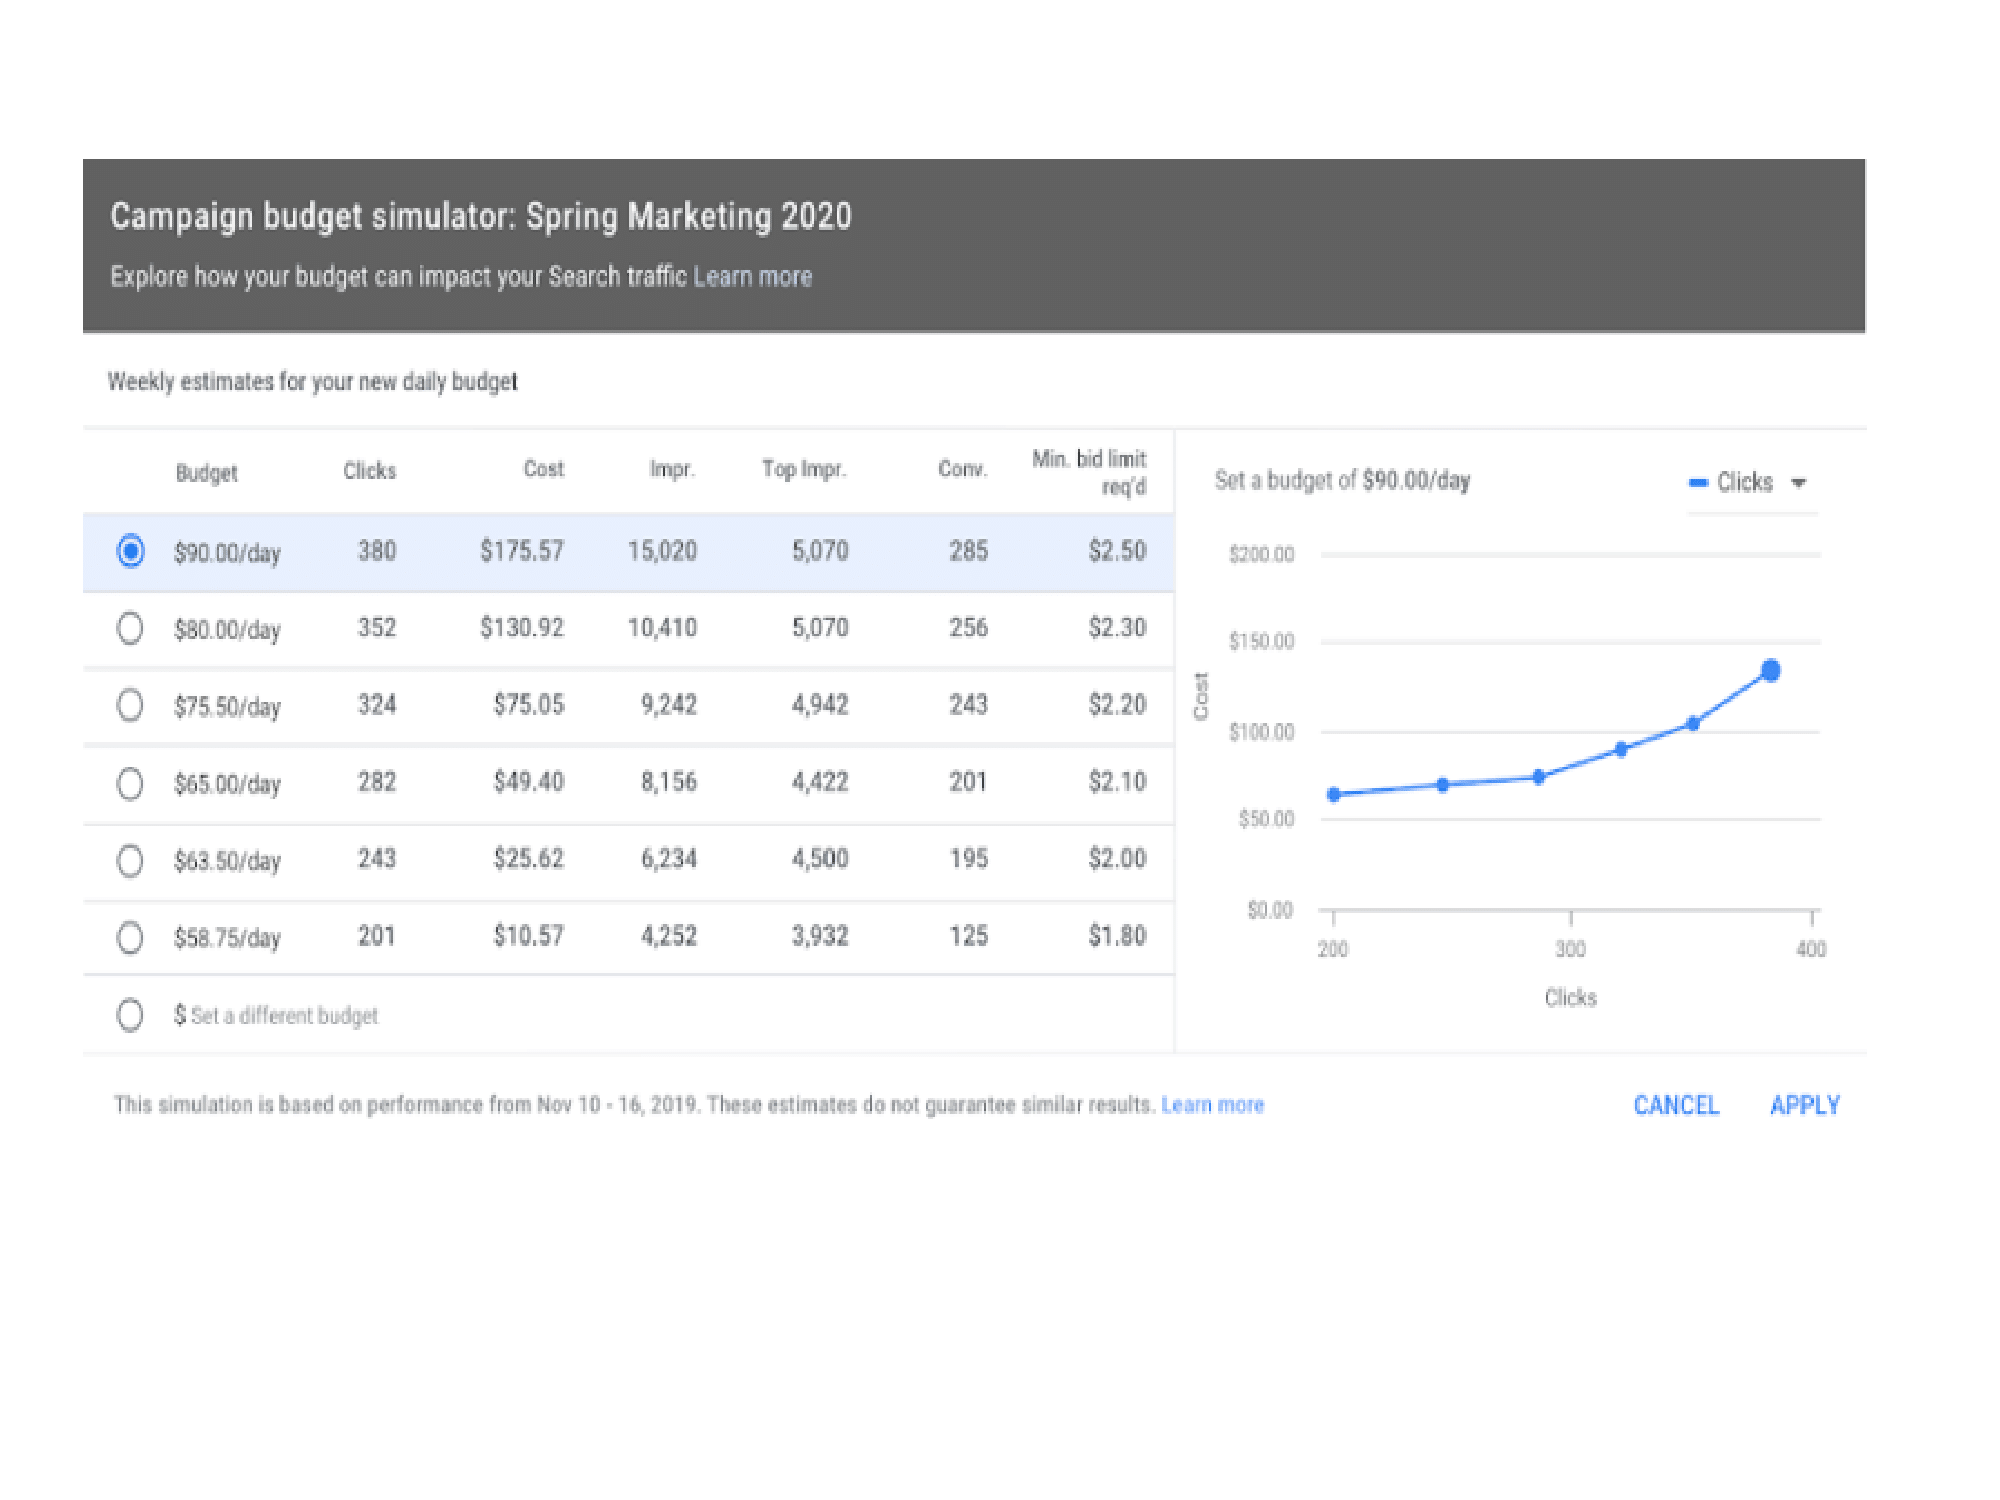 Campaign budget simulator: Spring Marketing 2020
Explore how your budget can impact your Search traffic Learn more
Weekly estimates for your new daily budget
Budget Clicks Cost Impr. Top Impr. Conv. Min. bid limit req'd
$90.00/day 380 $175.57 15,020 5,070 285 $2.50
$80.00/day 352 $130.92 10,410 5,070 256 $2.30
$75.50/day 324 $75.05 9,242 4,942 243 $2.20
$65.00/day 282 $49.40 8,156 4,422 201 $2.10
$63.50/day 243 $25.62 6,234 4,500 195 $2.00
$58.75/day 201 $10.57 4,252 3,932 125 $1.80
$ Set a different budget
Set a budget of $90.00/day
Clicks
$200.00
$150.00
$100.00
$50.00
$0.00
Cost
200 300 400
Clicks
This simulation is based on performance from Nov 10 - 16, 2019. These estimates do not guarantee similar results. Learn more
CANCEL APPLY